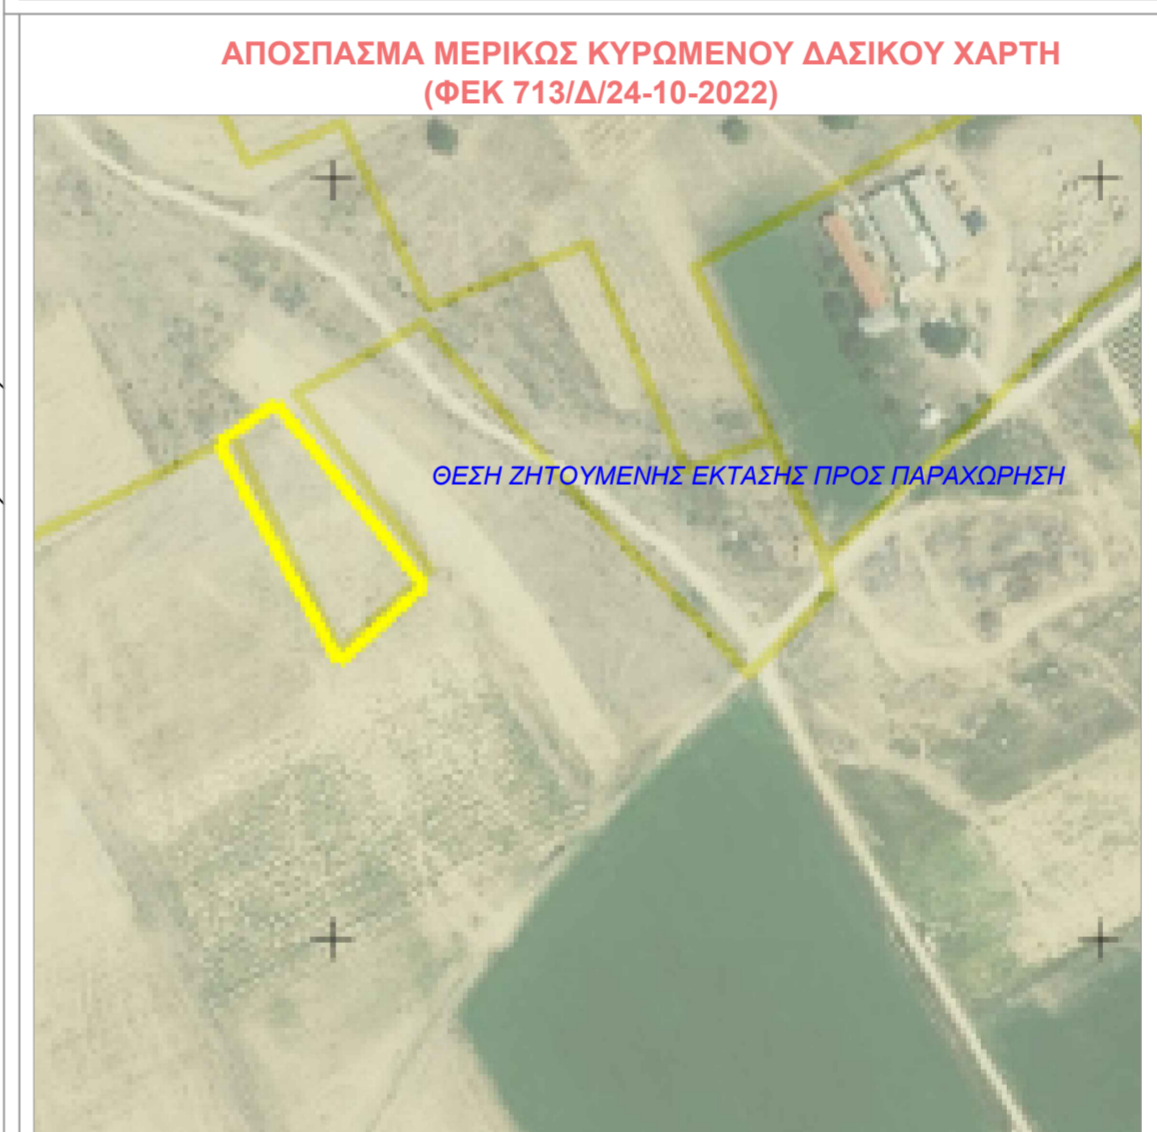 ΑΠΟΣΠΑΣΜΑ ΜΕΡΙΚΩΣ ΚΥΡΩΜΕΝΟΥ ΔΑΣΙΚΟΥ ΧΑΡΤΗ
(ΦΕΚ 713/Δ/24-10-2022)
ΘΕΣΗ ΖΗΤΟΥΜΕΝΗΣ ΕΚΤΑΣΗΣ ΠΡΟΣ ΠΑΡΑΧΩΡΗΣΗ